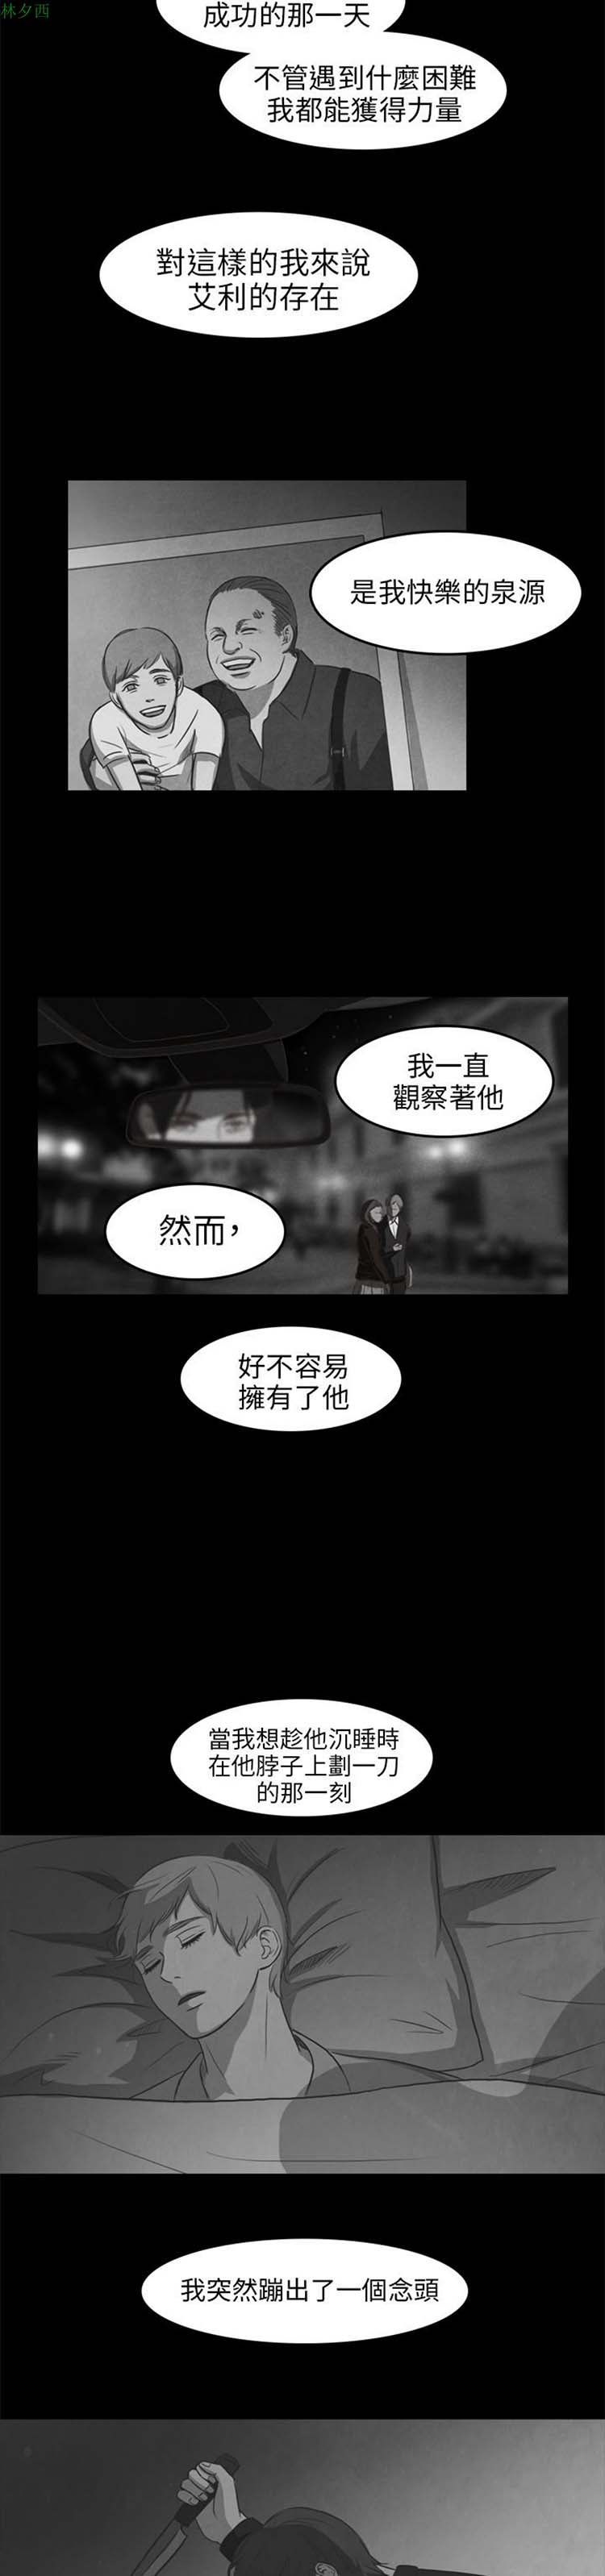 林夕西
成功的那一天
不管遇到什麼困難
我都能獲得力量
對這樣的我來說
艾利的存在
是我快樂的泉源
我一直
觀察著他
然而，
好不容易
擁有了他
當我想趁他沉睡時
在他脖子上劃一刀
的那一刻
我突然蹦出了一個念頭